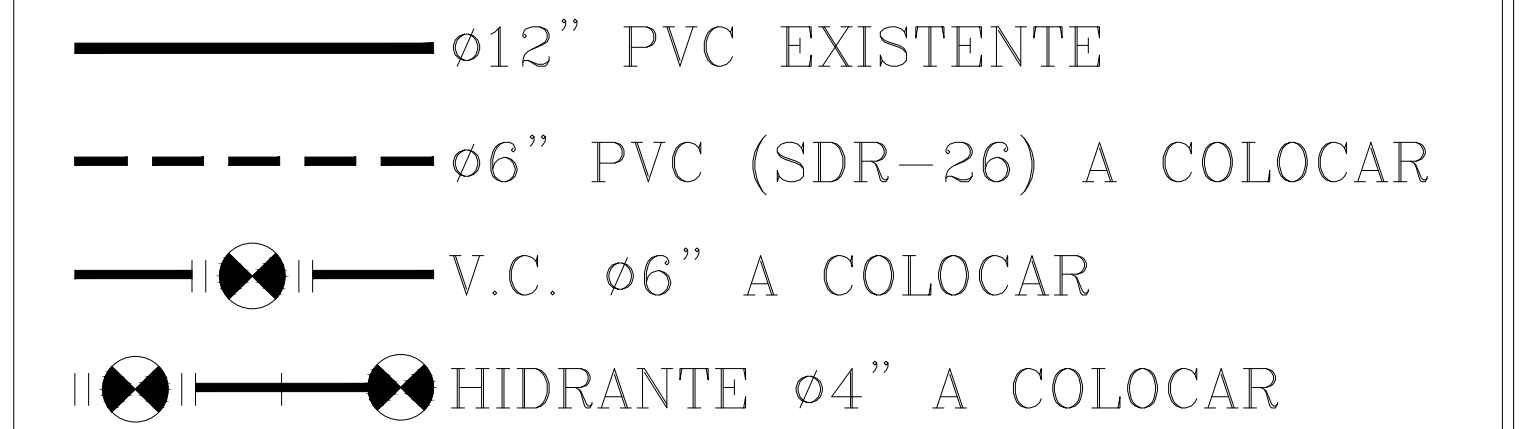 ø12” PVC EXISTENTE
ø6” PVC (SDR-26) A COLOCAR
V.C. ø6” A COLOCAR
HIDRANTE ø4” A COLOCAR